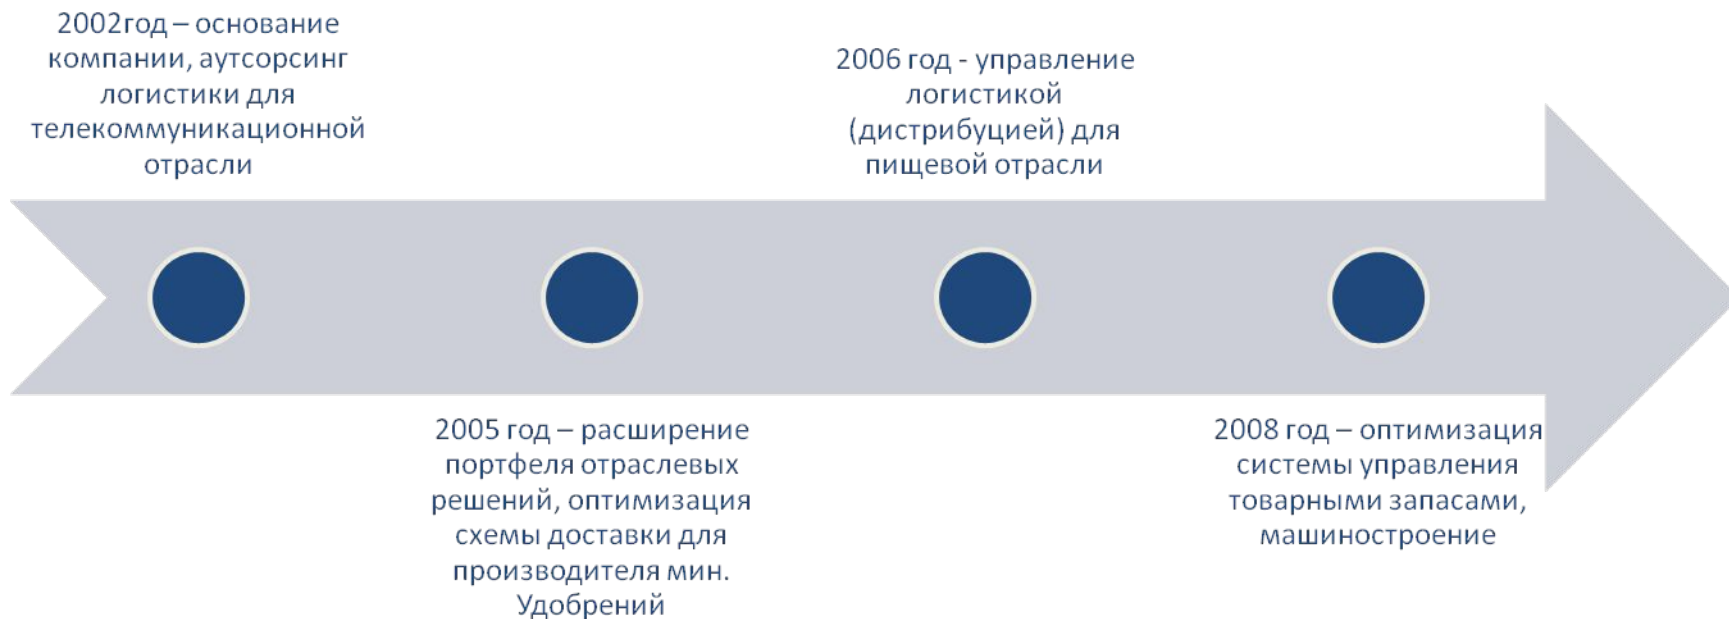 2002год – основание
компании, аутсорсинг
логистики для
телекоммуникационной
отрасли
2005 год – расширение
портфеля отраслевых
решений, оптимизация
схемы доставки для
производителя мин.
Удобрений
2006 год - управление
логистикой
(дистрибуцией) для
пищевой отрасли
2008 год – оптимизация
системы управления
товарными запасами,
машиностроение